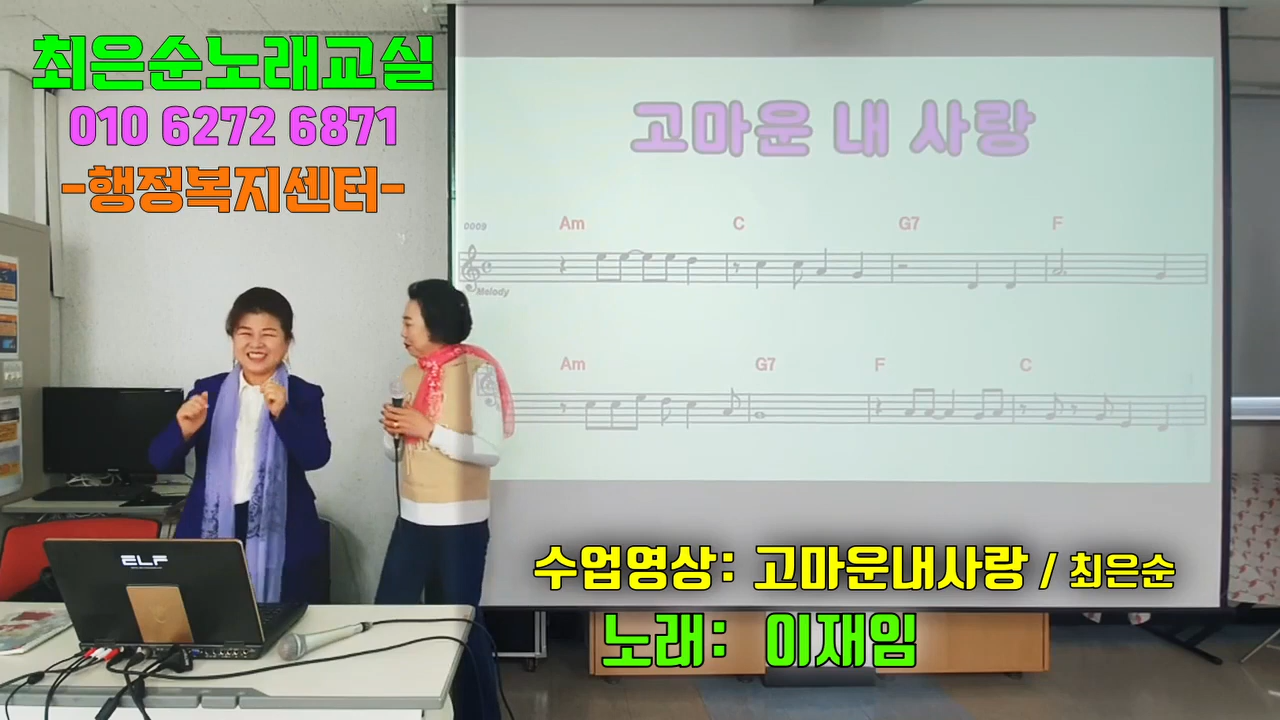 최은순노래교실
010 6272 6871
-행정복지센터-
고마운 내 사랑
0009
Am C G7 F
Melody
Am G7 F C
ELF
수업영상: 고마운내사랑 / 최은순
노래: 이재임